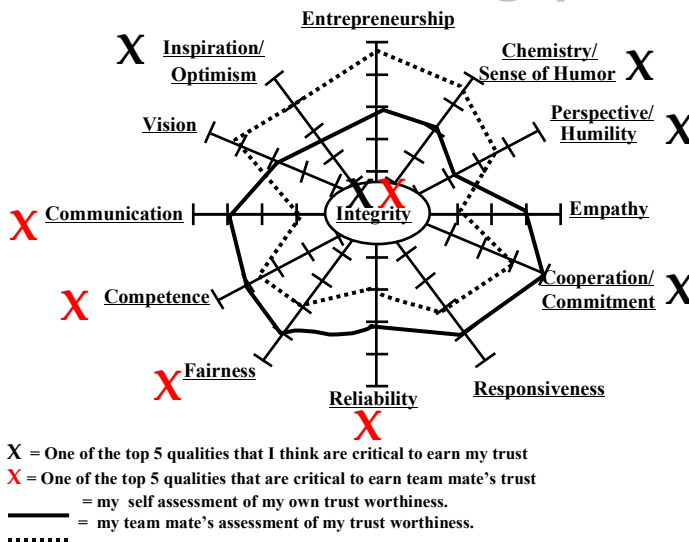 Entrepreneurship
X
Inspiration/
Optimism
Chemistry/
Sense of Humor
X
Vision
Perspective/
Humility
X
X
X
Integrity
X
Communication
Empathy
X
Competence
Cooperation/
Commitment
X
X
Fairness
Reliability
X
Responsiveness
X = One of the top 5 qualities that I think are critical to earn my trust
X = One of the top 5 qualities that are critical to earn team mate's trust
= my self assessment of my own trust worthiness.
= my team mate's assessment of my trust worthiness.